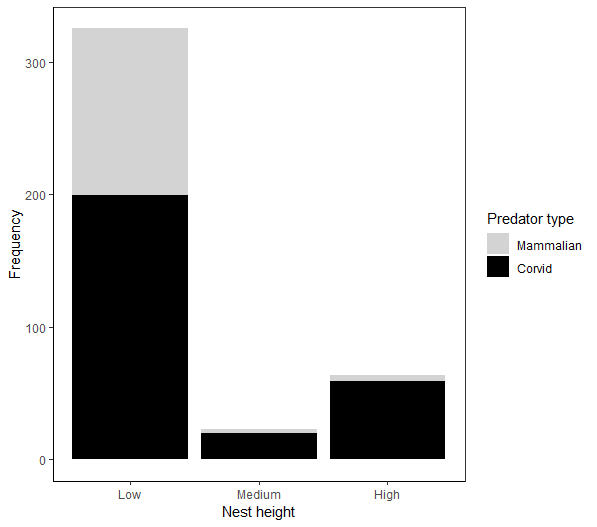 Frequency
300
200
100
0
Low Medium High
Nest height
Predator type
Mammalian
Corvid